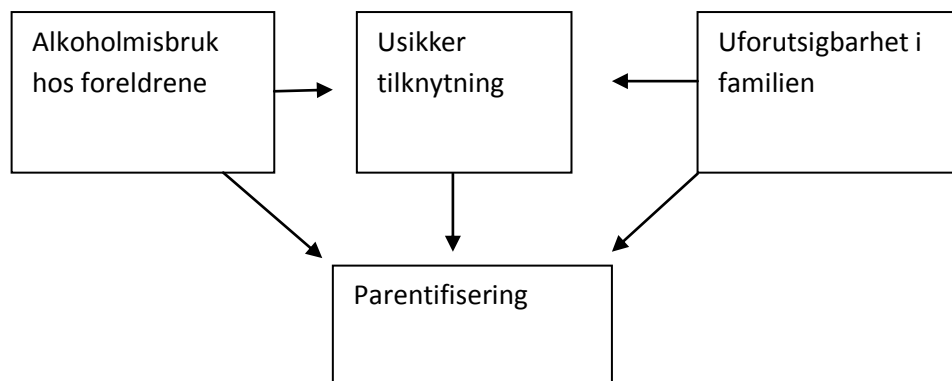 Alkoholmisbruk
hos foreldrene
Usikker
tilknytning
Uforutsigbarhet i
familien
Parentifisering